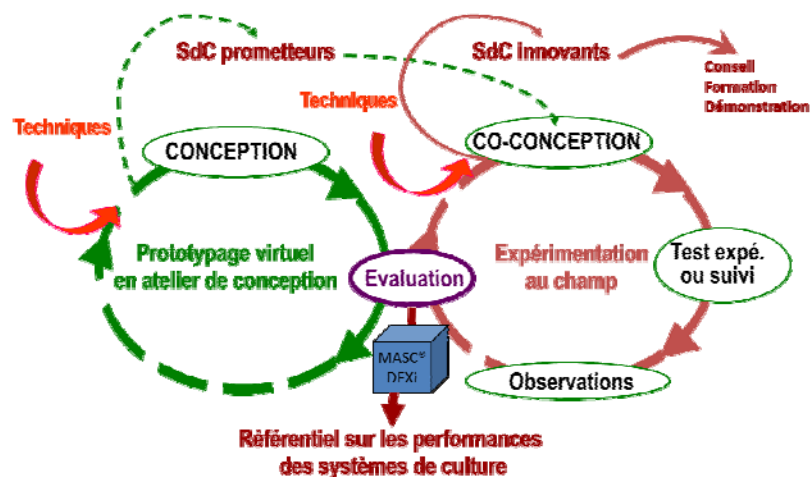 SdC prometteurs
SdC innovants
Conseil
Formation
Démonstration
Techniques
Techniques
CONCEPTION
CO-CONCEPTION
Prototypage virtuel
en atelier de conception
Evaluation
Expérimentation
au champ
Test expé.
ou suivi
MASC®
DEXi
Observations
Référentiel sur les performances
des systèmes de culture